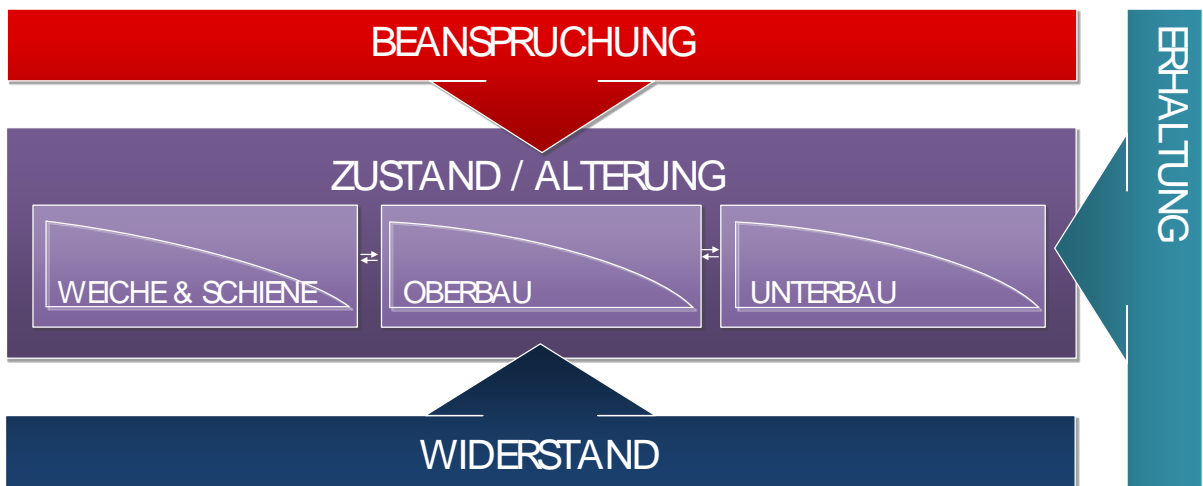 BEANSPRUCHUNG
ERHALTUNG
ZUSTAND / ALTERUNG
WEICHE & SCHIENE
OBERBAU
UNTERBAU
WIDERSTAND